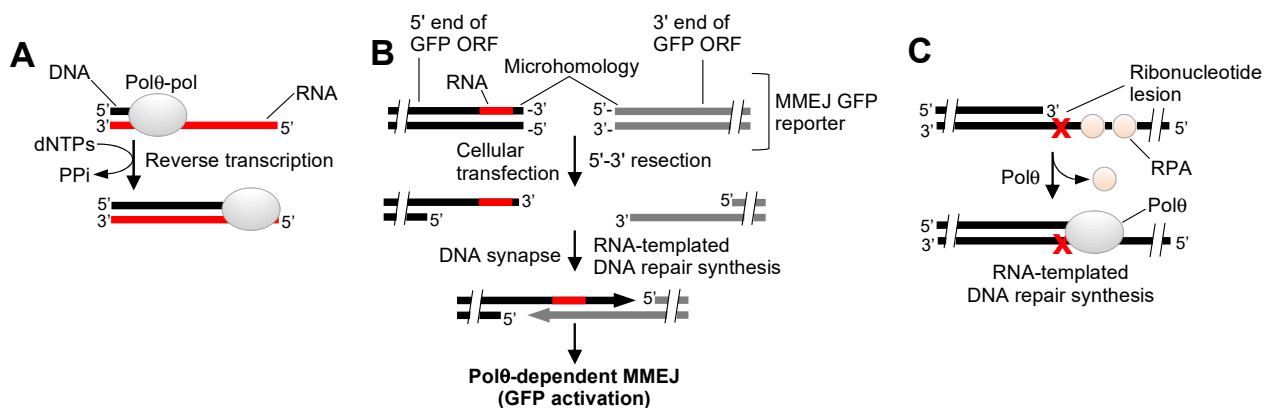 A
DNA
Polθ-pol
RNA
5'
3'
5'
dNTPs
PPi
Reverse transcription
5'
3'
5'
B
5' end of
GFP ORF
3' end of
GFP ORF
RNA
Microhomology
-3'
-5'
5'-
3'-
MMEJ GFP
reporter
Cellular
transfection
5'-3' resection
3'
5'
5'
3'
DNA synapse
RNA-templated
DNA repair synthesis
5'
5'
Polθ-dependent MMEJ
(GFP activation)
C
Ribonucleotide
lesion
5'
3'
3'
X
5'
RPA
Polθ
Polθ
5'
3'
X
5'
RNA-templated
DNA repair synthesis